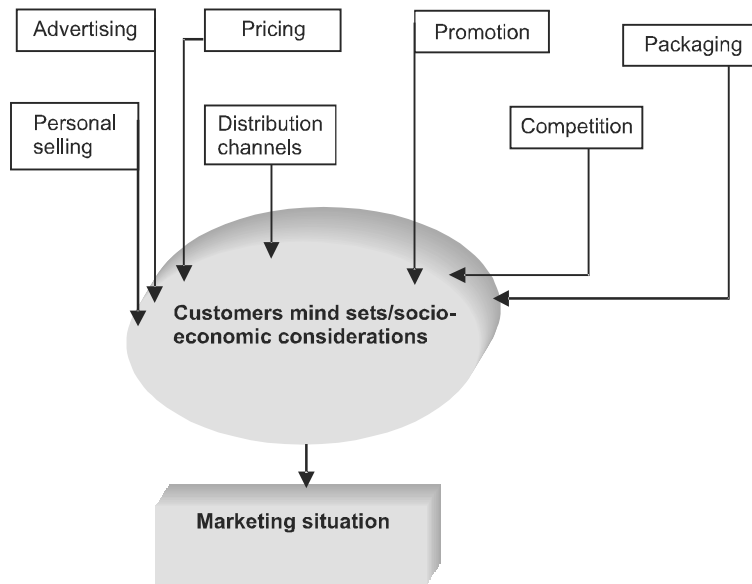 Advertising
Pricing
Promotion
Packaging
Personal
selling
Distribution
channels
Competition
Customers mind sets/socio-
economic considerations
Marketing situation